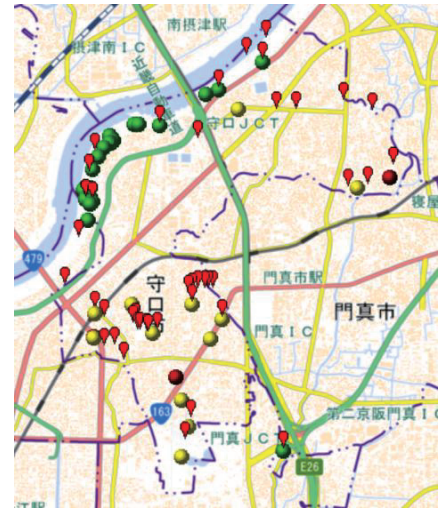 南摂津駅
摂津南IC
近畿自動車道
守口JCT
寝屋
479
門真市駅
守口
門真市
門真IC
163
第二京阪門真I
門真JC
E26
江駅